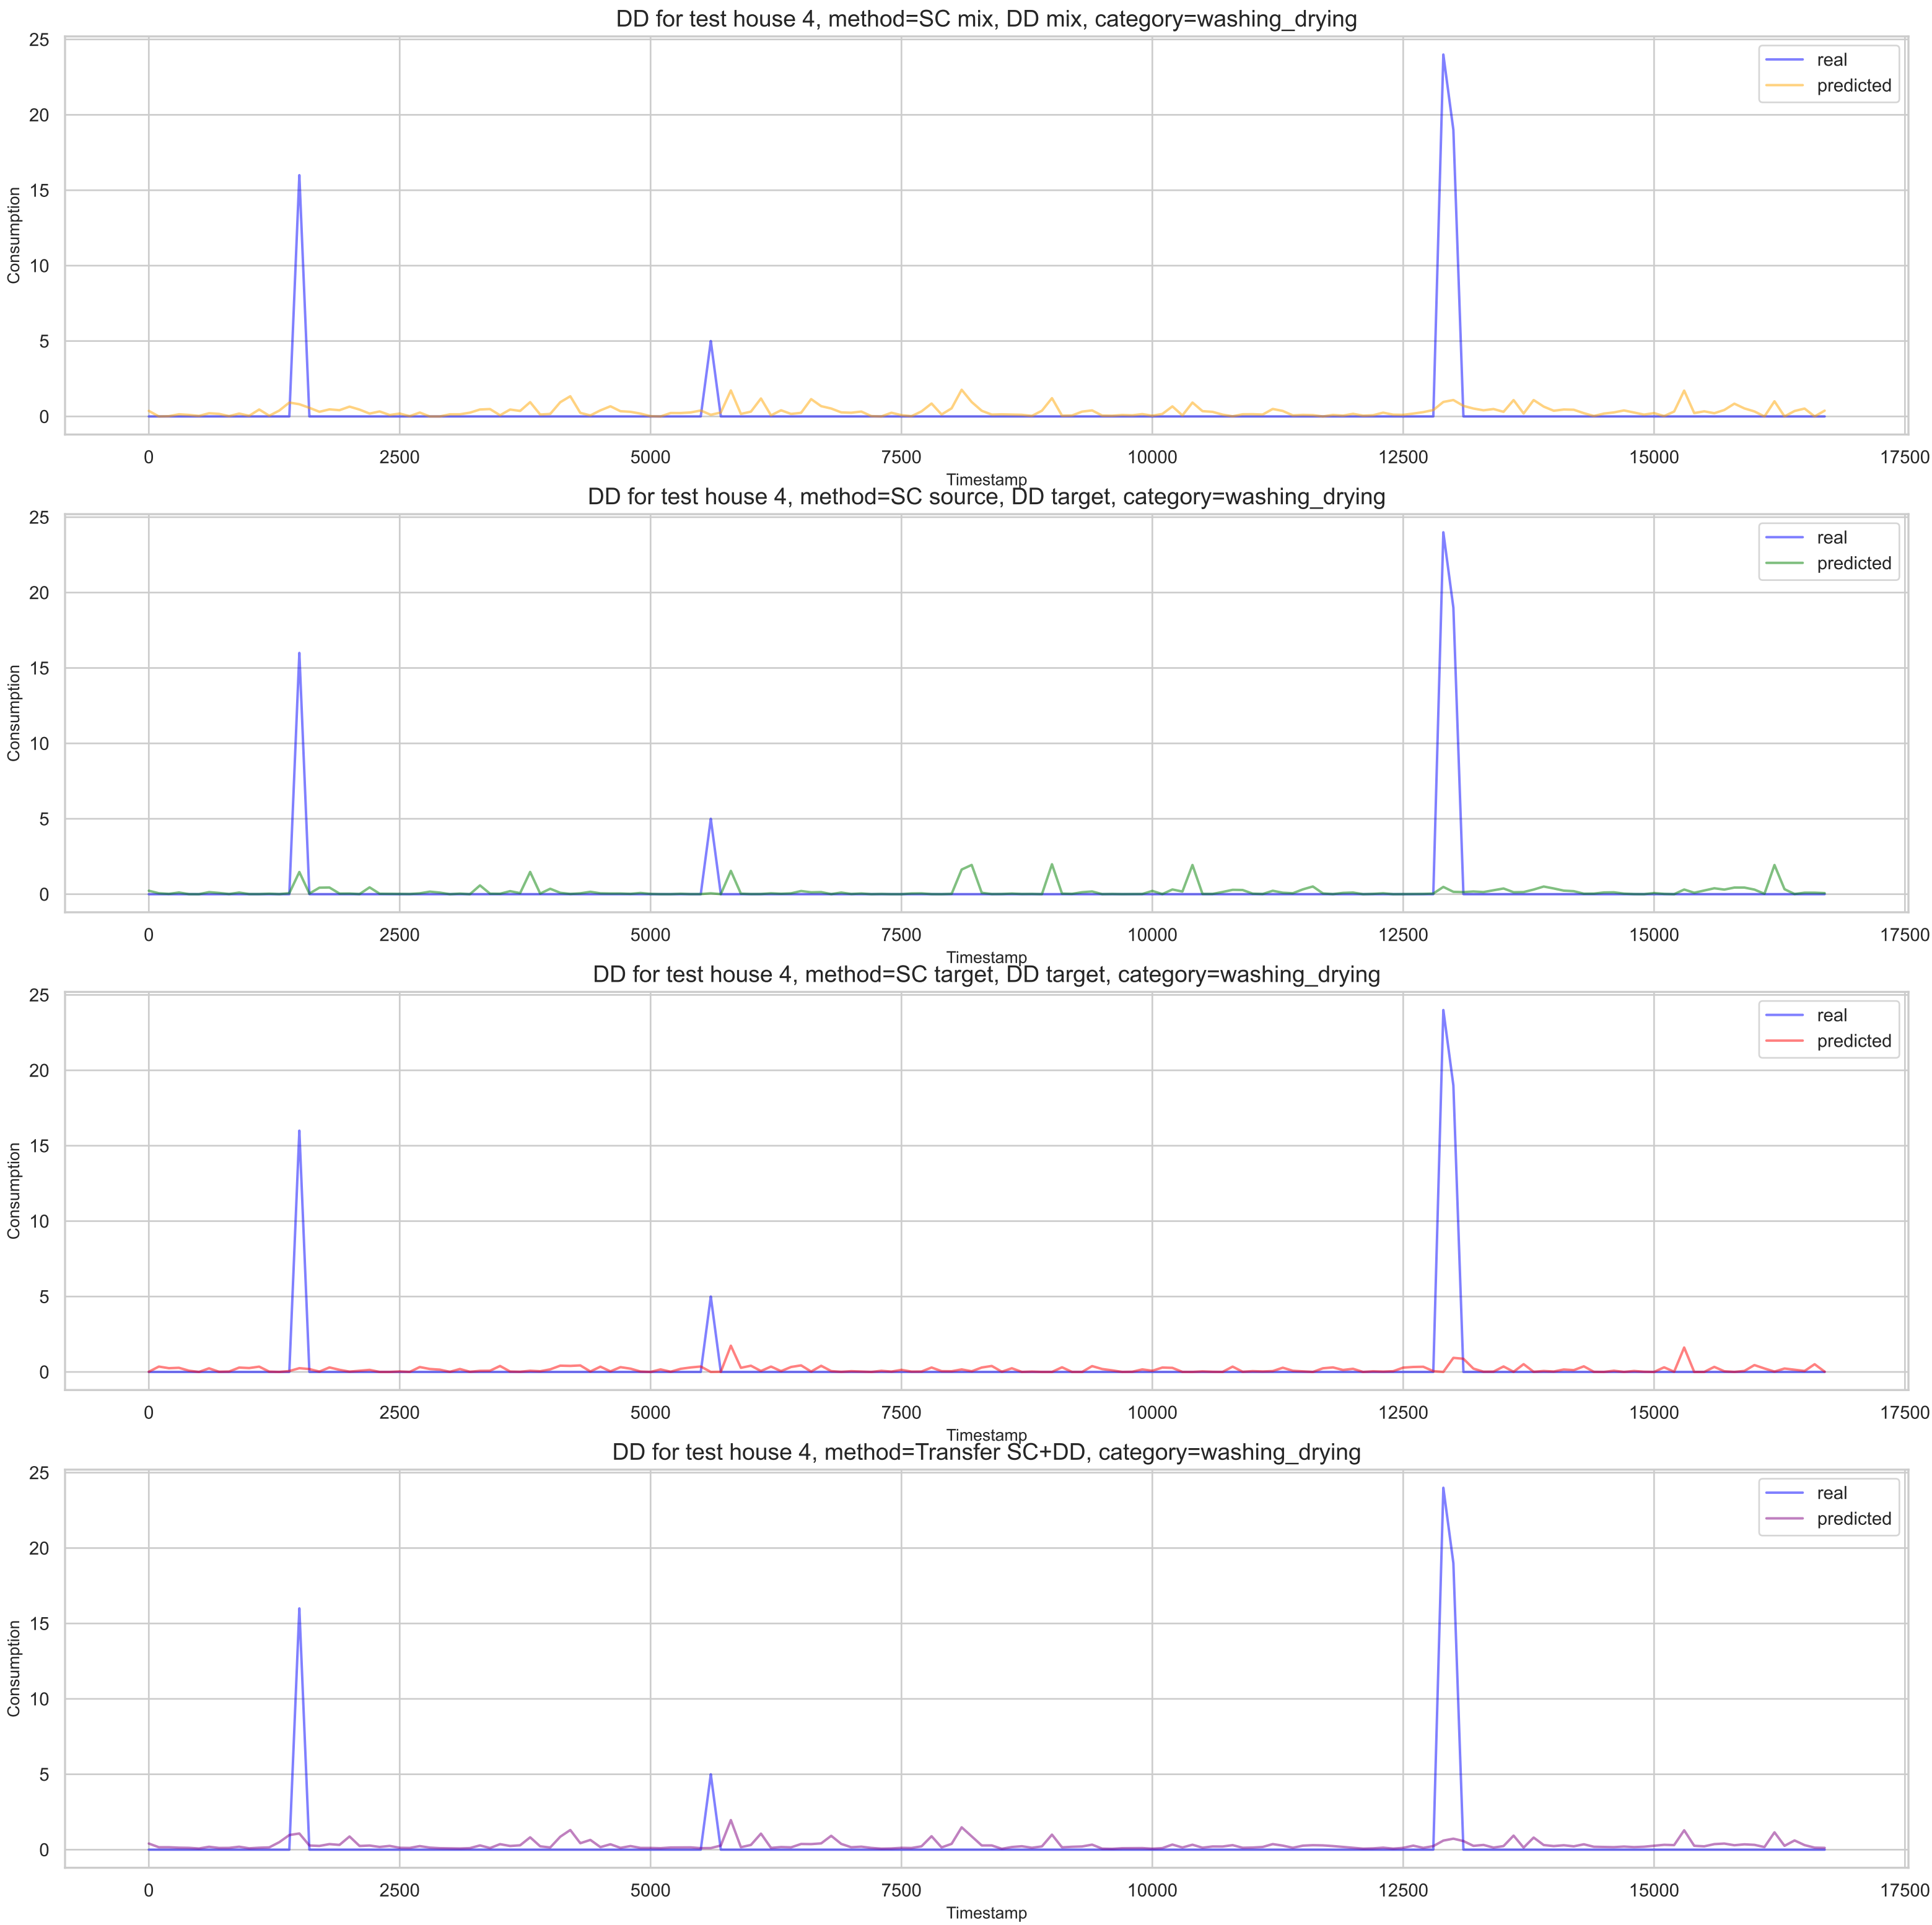 DD for test house 4, method=SC mix, DD mix, category=washing_drying
25
20
15
10
5
0
Consumption
real
predicted
0 2500 5000 7500 10000 12500 15000 17500
Timestamp
DD for test house 4, method=SC source, DD target, category=washing_drying
25
20
15
10
5
0
Consumption
real
predicted
0 2500 5000 7500 10000 12500 15000 17500
Timestamp
DD for test house 4, method=SC target, DD target, category=washing_drying
25
20
15
10
5
0
Consumption
real
predicted
0 2500 5000 7500 10000 12500 15000 17500
Timestamp
DD for test house 4, method=Transfer SC+DD, category=washing_drying
25
20
15
10
5
0
Consumption
real
predicted
0 2500 5000 7500 10000 12500 15000 17500
Timestamp